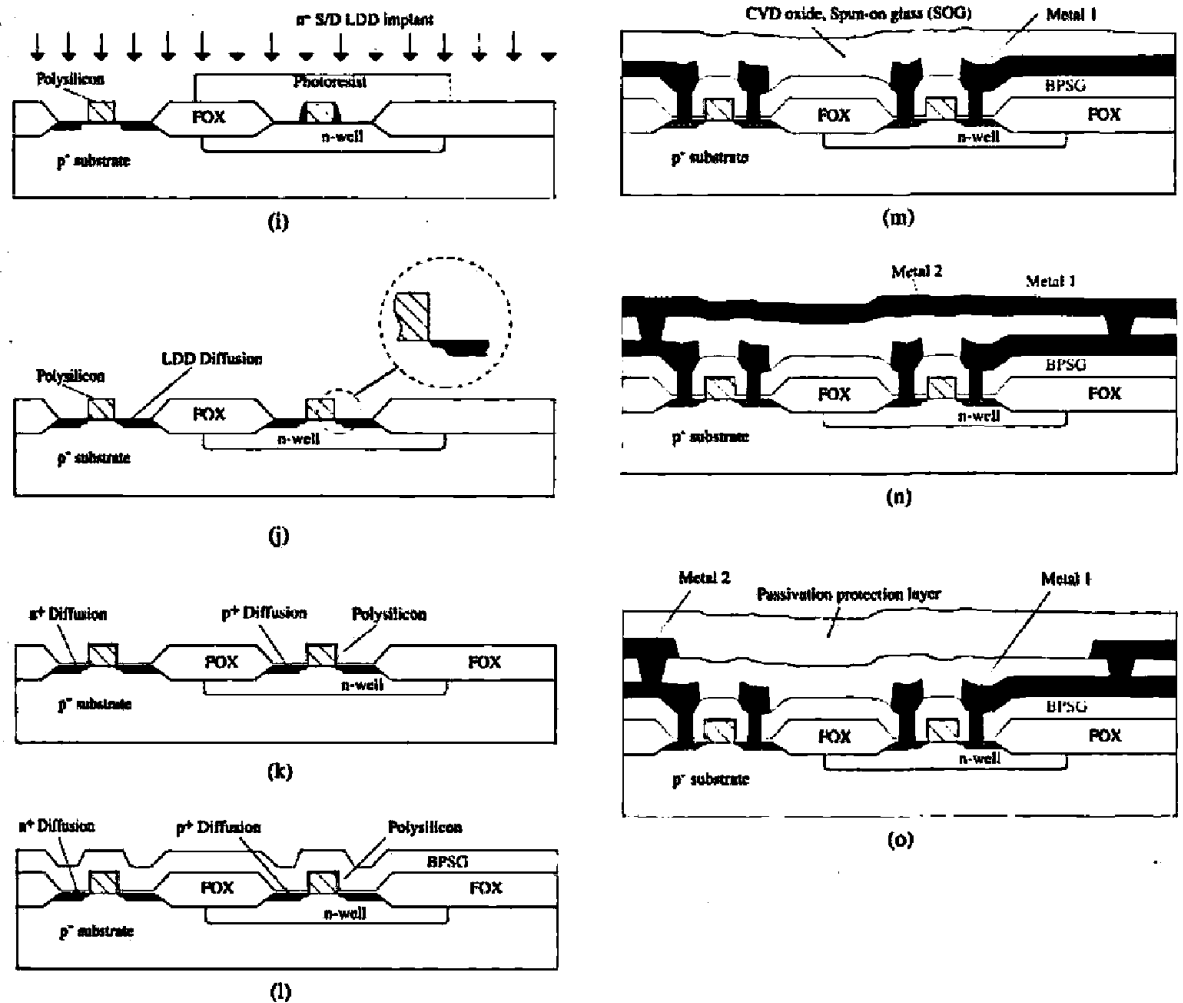 n⁻ S/D LDD implant
Polysilicon
Photoresist
FOX
n-well
p⁻ substrate
(i)
LDD Diffusion
Polysilicon
FOX
n-well
p⁻ substrate
(j)
n⁺ Diffusion
p⁺ Diffusion
Polysilicon
FOX
FOX
n-well
p⁻ substrate
(k)
n⁺ Diffusion
p⁺ Diffusion
Polysilicon
BPSG
FOX
FOX
n-well
p⁻ substrate
(l)
CVD oxide, Spun-on glass (SOG)
Metal 1
BPSG
FOX
FOX
n-well
p⁻ substrate
(m)
Metal 2
Metal 1
BPSG
FOX
FOX
n-well
p⁻ substrate
(n)
Metal 2
Passivation protection layer
Metal 1
BPSG
FOX
FOX
n-well
p⁻ substrate
(o)